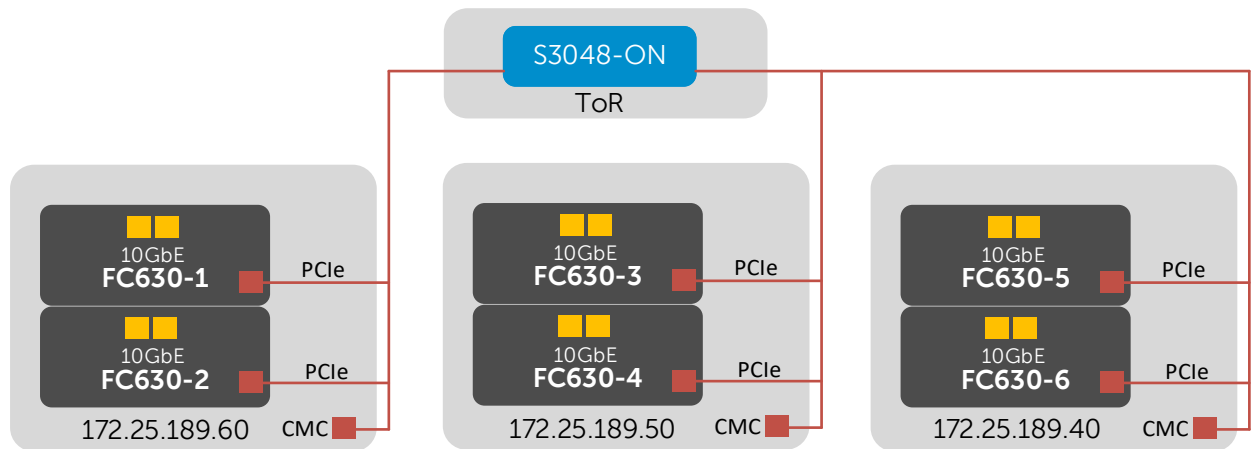 S3048-ON
ToR
10GbE
FC630-1
PCIe
10GbE
FC630-2
PCIe
172.25.189.60
CMC
10GbE
FC630-3
PCIe
10GbE
FC630-4
PCIe
172.25.189.50
CMC
10GbE
FC630-5
PCIe
10GbE
FC630-6
PCIe
172.25.189.40
CMC